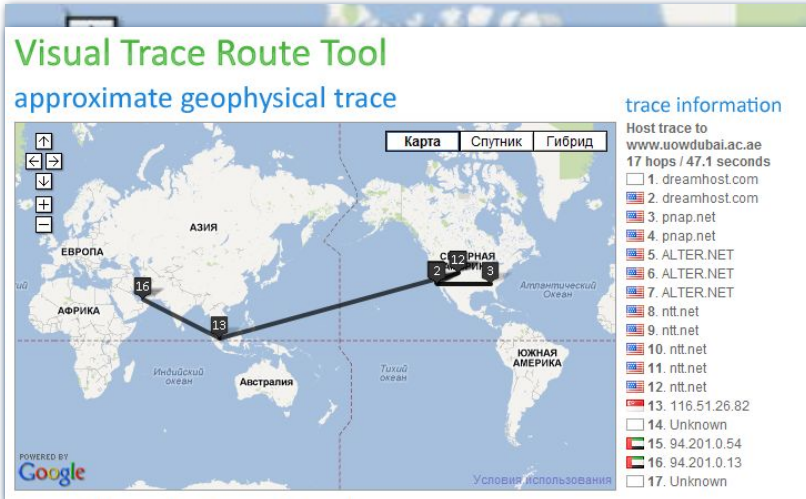 Visual Trace Route Tool
approximate geophysical trace
Карта Спутник Гибрид
АЗИЯ
ЕВРОПА
АФРИКА
Индийский
океан
Австралия
Тихий
океан
Атлантический
Океан
ЮЖНАЯ
АМЕРИКА
16
13
2
12
3
POWERED BY
Google
Условия использования
trace information
Host trace to
www.uowdubai.ac.ae
17 hops / 47.1 seconds
1. dreamhost.com
2. dreamhost.com
3. pnap.net
4. pnap.net
5. ALTER.NET
6. ALTER.NET
7. ALTER.NET
8. ntt.net
9. ntt.net
10. ntt.net
11. ntt.net
12. ntt.net
13. 116.51.26.82
14. Unknown
15. 94.201.0.54
16. 94.201.0.13
17. Unknown